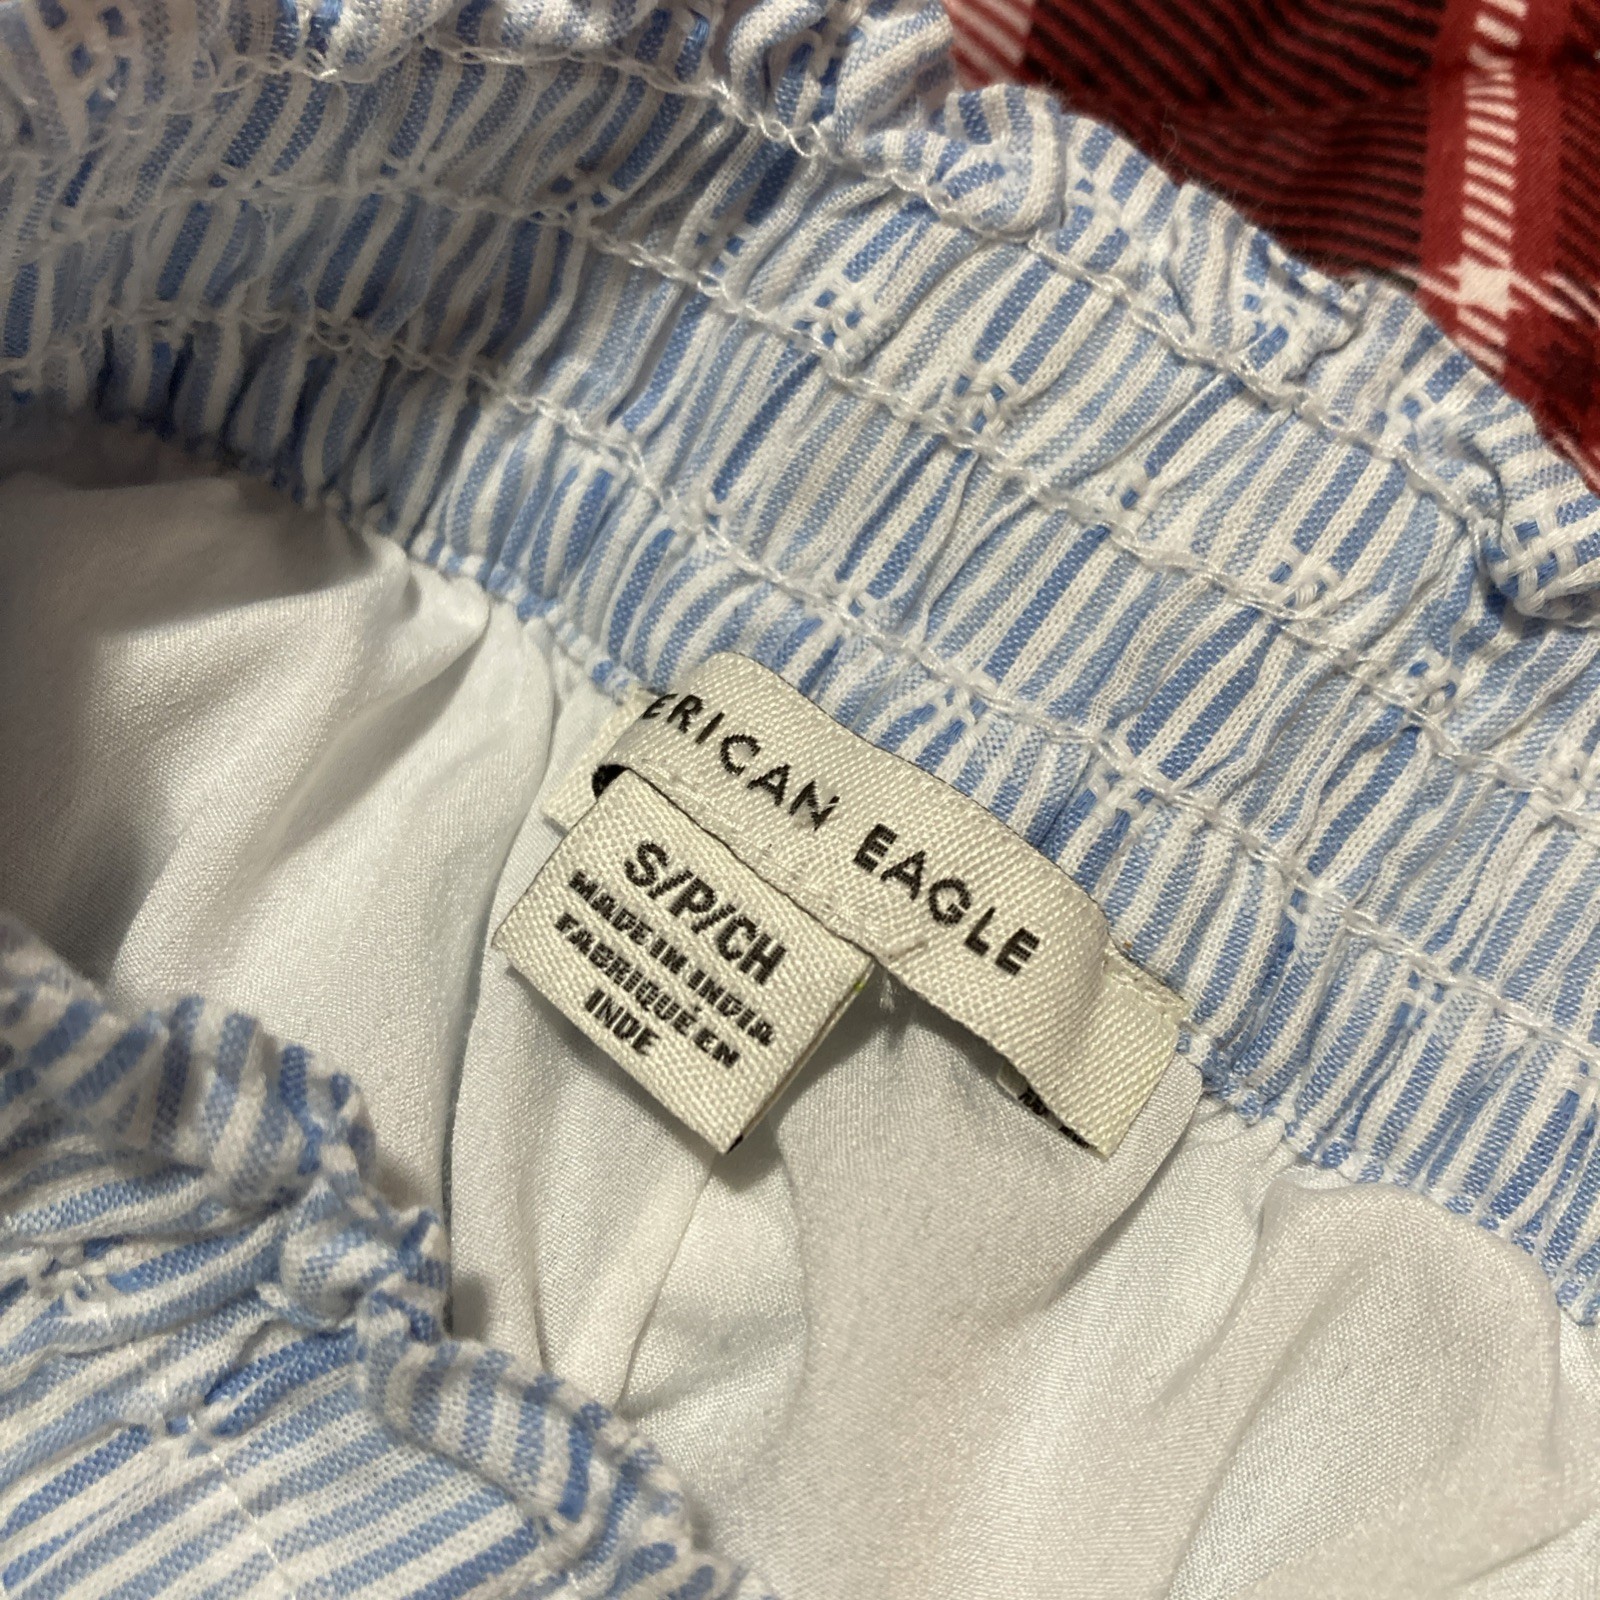 ERICAN EAGLE
S/P/CH
MADE IN INDIA
FABRIQUÉ EN
INDE